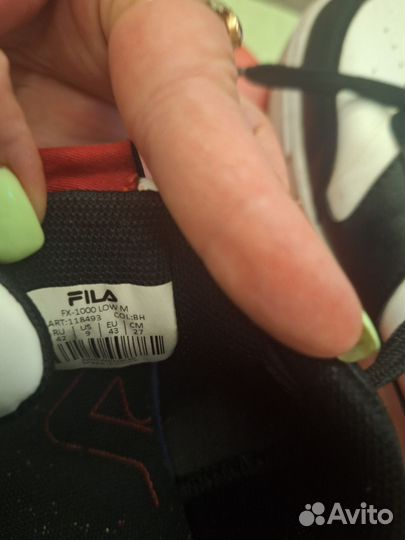 FILA
FX-1000 LOW M
ART:118493 COL:BH
RU US EU CM
42 9 43 27
Avito